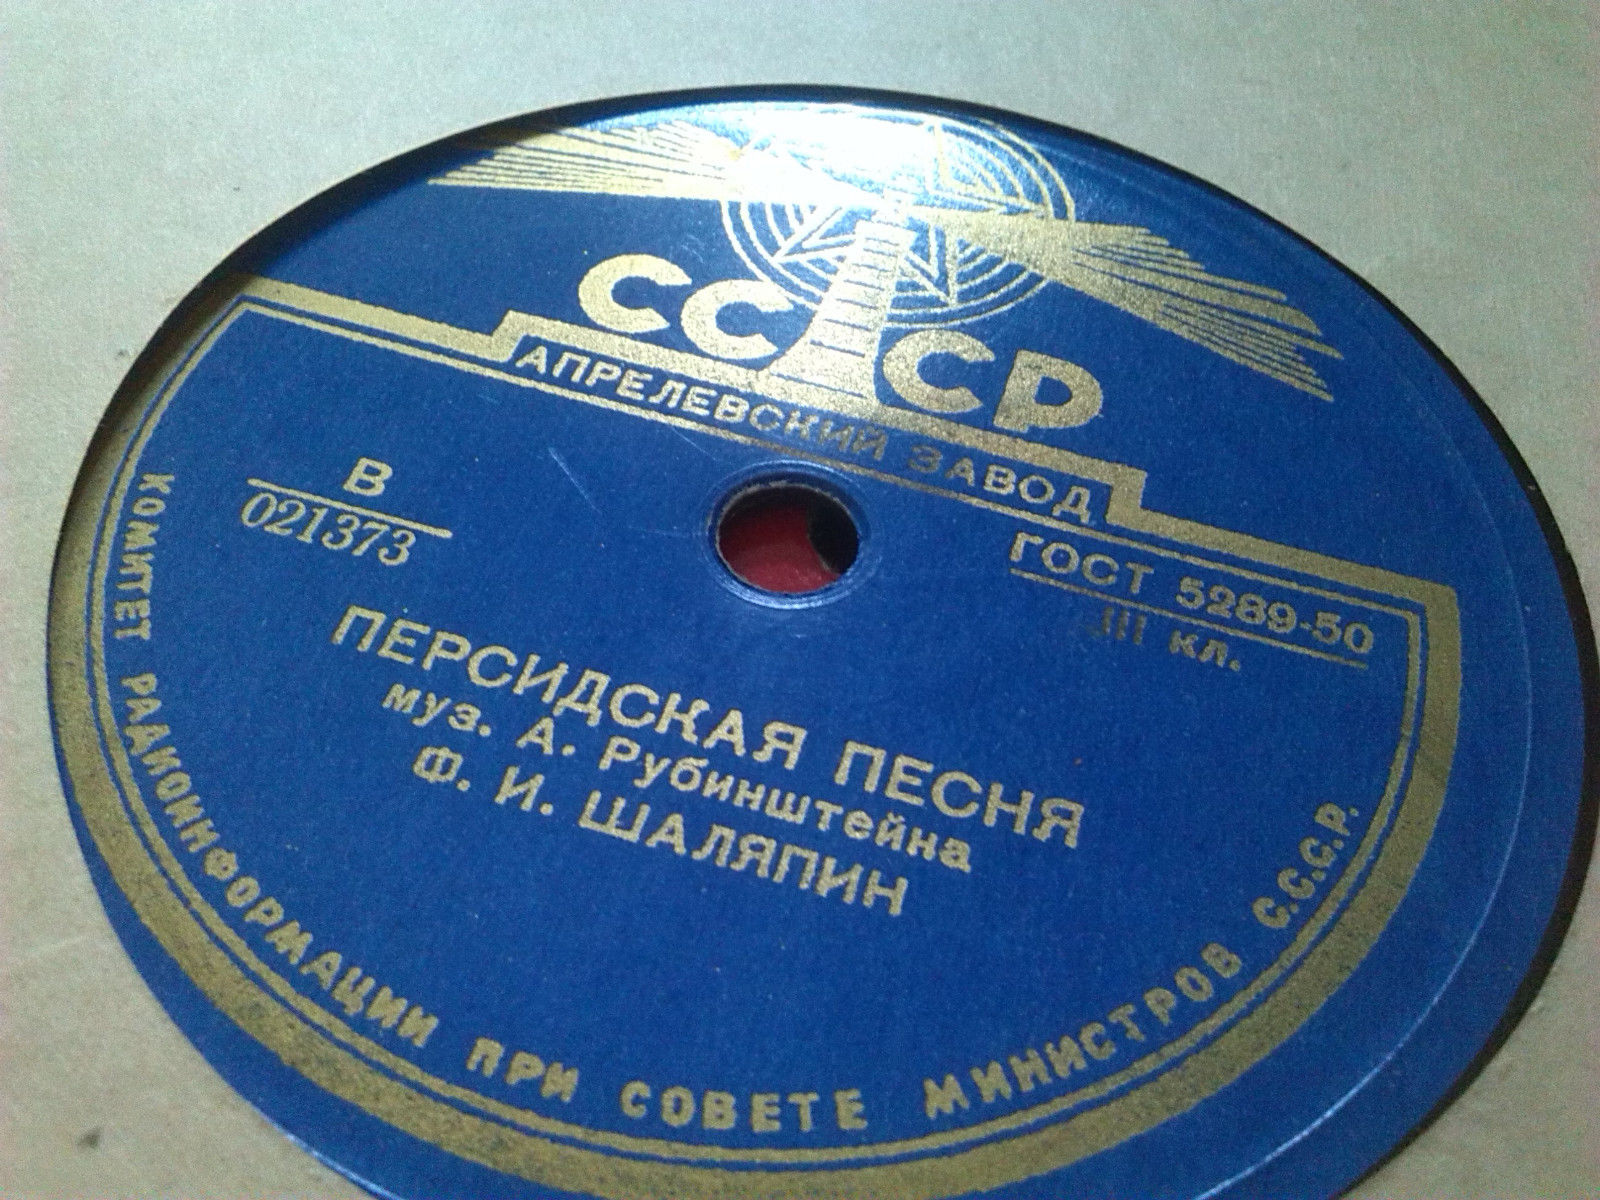 СССР
АПРЕЛЕВСКИЙ ЗАВОД
ГОСТ 5289-50
III кл.
В
021373
ПЕРСИДСКАЯ ПЕСНЯ
муз. А. Рубинштейна
Ф. И. ШАЛЯПИН
КОМИТЕТ РАДИОИНФОРМАЦИИ ПРИ СОВЕТЕ МИНИСТРОВ С.С.С.Р.